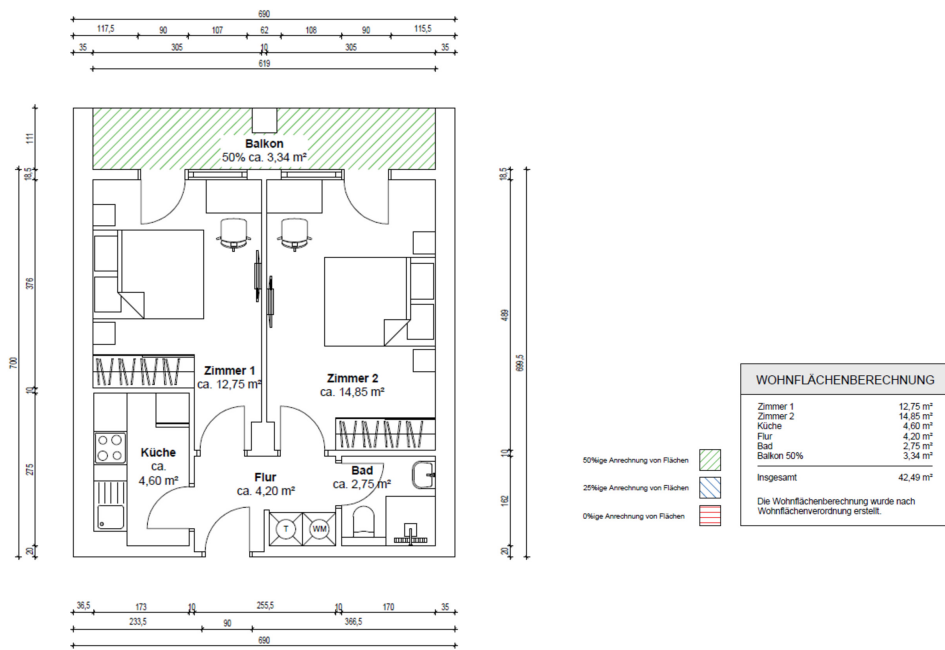 690
117,5 90 107 62 108 90 115,5
35 305 10 305 35
619
111
18,5
376
700
10
275
20
18,5
489
699,5
10
162
20
Balkon
50% ca. 3,34 m²
Zimmer 1
ca. 12,75 m²
Zimmer 2
ca. 14,85 m²
Küche
ca.
4,60 m²
Flur
ca. 4,20 m²
Bad
ca. 2,75 m²
T
WM
36,5 173 10 255,5 10 170 35
233,5 90 366,5
690
50%ige Anrechnung von Flächen
25%ige Anrechnung von Flächen
0%ige Anrechnung von Flächen
WOHNFLÄCHENBERECHNUNG
Zimmer 1 12,75 m²
Zimmer 2 14,85 m²
Küche 4,60 m²
Flur 4,20 m²
Bad 2,75 m²
Balkon 50% 3,34 m²
Insgesamt 42,49 m²
Die Wohnflächenberechnung wurde nach
Wohnflächenverordnung erstellt.